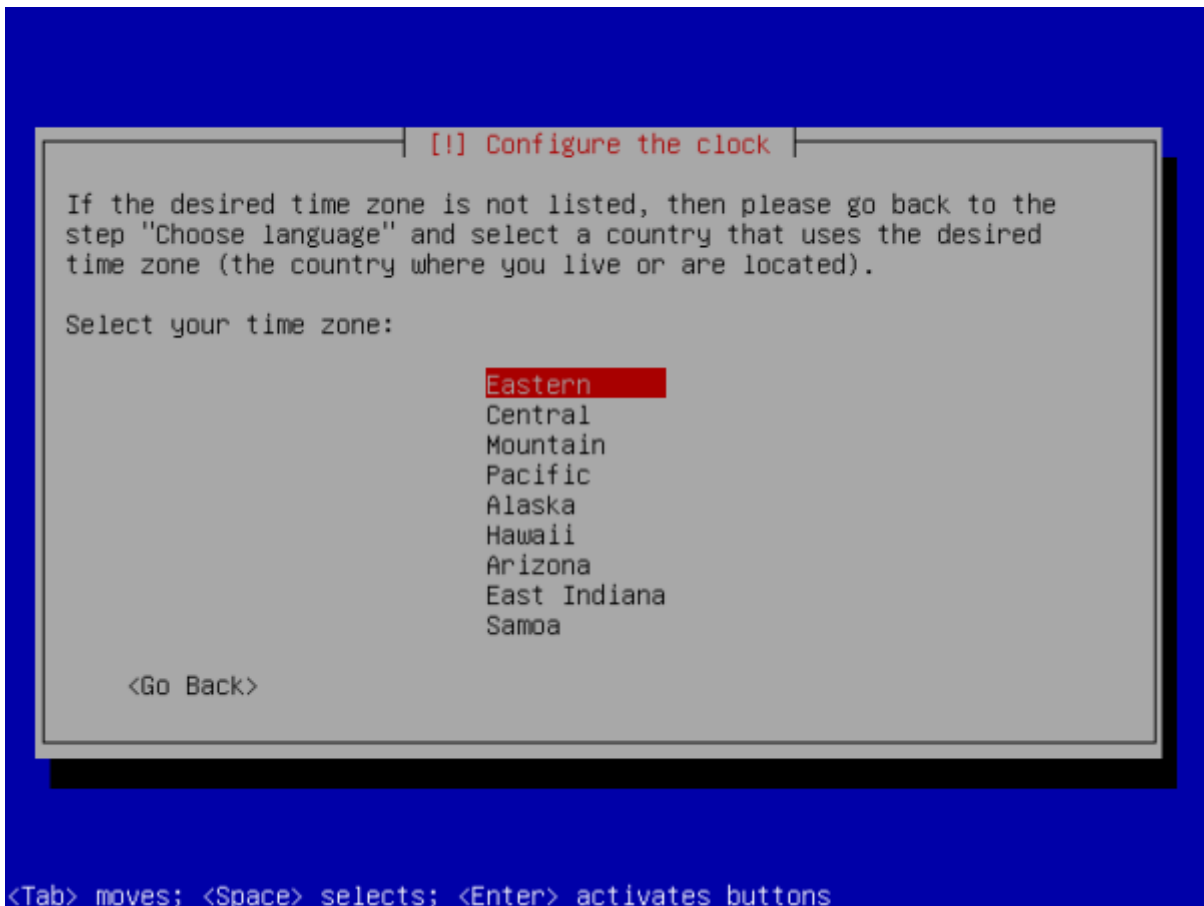 [!] Configure the clock
If the desired time zone is not listed, then please go back to the
step "Choose language" and select a country that uses the desired
time zone (the country where you live or are located).
Select your time zone:
Eastern
Central
Mountain
Pacific
Alaska
Hawaii
Arizona
East Indiana
Samoa
<Go Back>
<Tab> moves; <Space> selects; <Enter> activates buttons